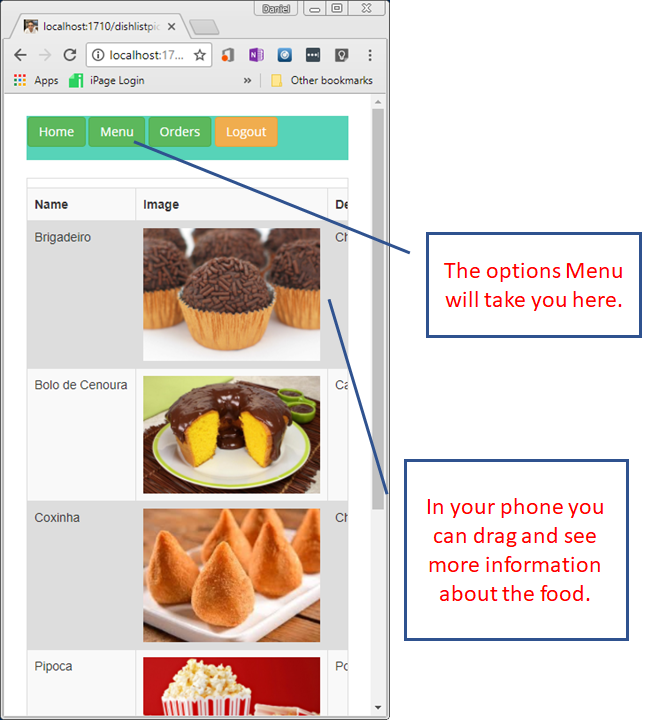 Daniel
localhost:1710/dishlistpic
localhost:17...
Apps
iPage Login
»
Other bookmarks
Home
Menu
Orders
Logout
Name
Image
De
Brigadeiro
Ch
Bolo de Cenoura
Ca
Coxinha
Ch
Pipoca
Po
The options Menu
will take you here.
In your phone you
can drag and see
more information
about the food.